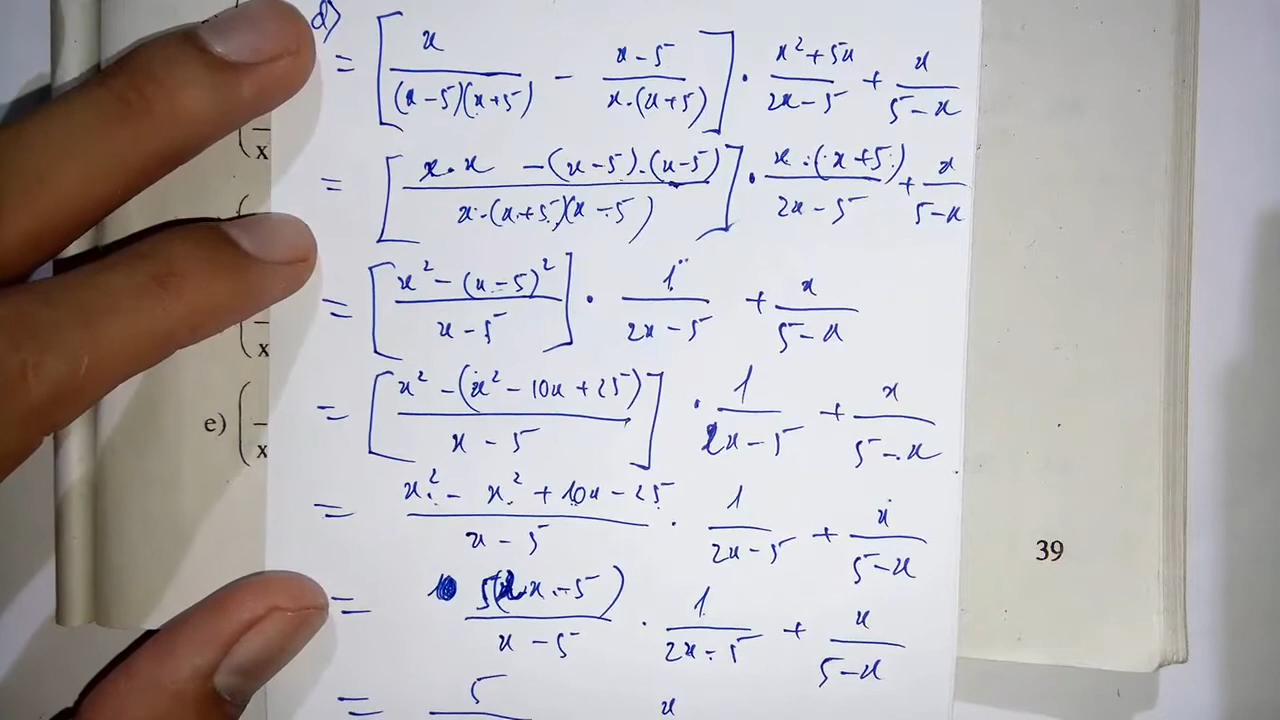 d)
= [x/((x-5)(x+5)) - (x-5)/(x.(x+5))] . (x²+5x)/(2x-5) + x/(5-x)
= [(x.x -(x-5).(x-5))/(x.(x+5)(x-5))] . (x.(x+5))/(2x-5) + x/(5-x)
= [(x²-(x-5)²)/(x-5)] . 1/(2x-5) + x/(5-x)
= [(x²-(x²-10x+25))/(x-5)] . 1/(2x-5) + x/(5-x)
= (x²-x²+10x-25)/(x-5) . 1/(2x-5) + x/(5-x)
= 5(2.x-5)/(x-5) . 1/(2x-5) + x/(5-x)
= 5 x
x
x
e) ( x
39